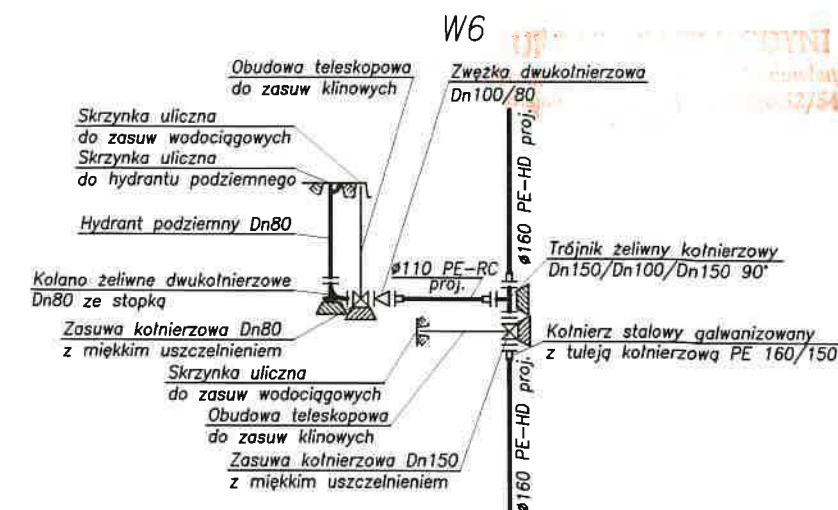 W6
Obudowa teleskopowa
do zasuw klinowych
Zwężka dwukołnierzowa
Dn100/80
Skrzynka uliczna
do zasuw wodociągowych
Skrzynka uliczna
do hydrantu podziemnego
ø160 PE-HD proj.
Hydrant podziemny Dn80
ø110 PE-RC
proj.
Trójnik żeliwny kołnierzowy
Dn150/Dn100/Dn150 90°
Kolano żeliwne dwukołnierzowe
Dn80 ze stopką
Zasuwa kołnierzowa Dn80
z miękkim uszczelnieniem
Kołnierz stalowy galwanizowany
z tuleją kołnierzową PE 160/150
Skrzynka uliczna
do zasuw wodociągowych
Obudowa teleskopowa
do zasuw klinowych
Zasuwa kołnierzowa Dn150
z miękkim uszczelnieniem
ø160 PE-HD proj.